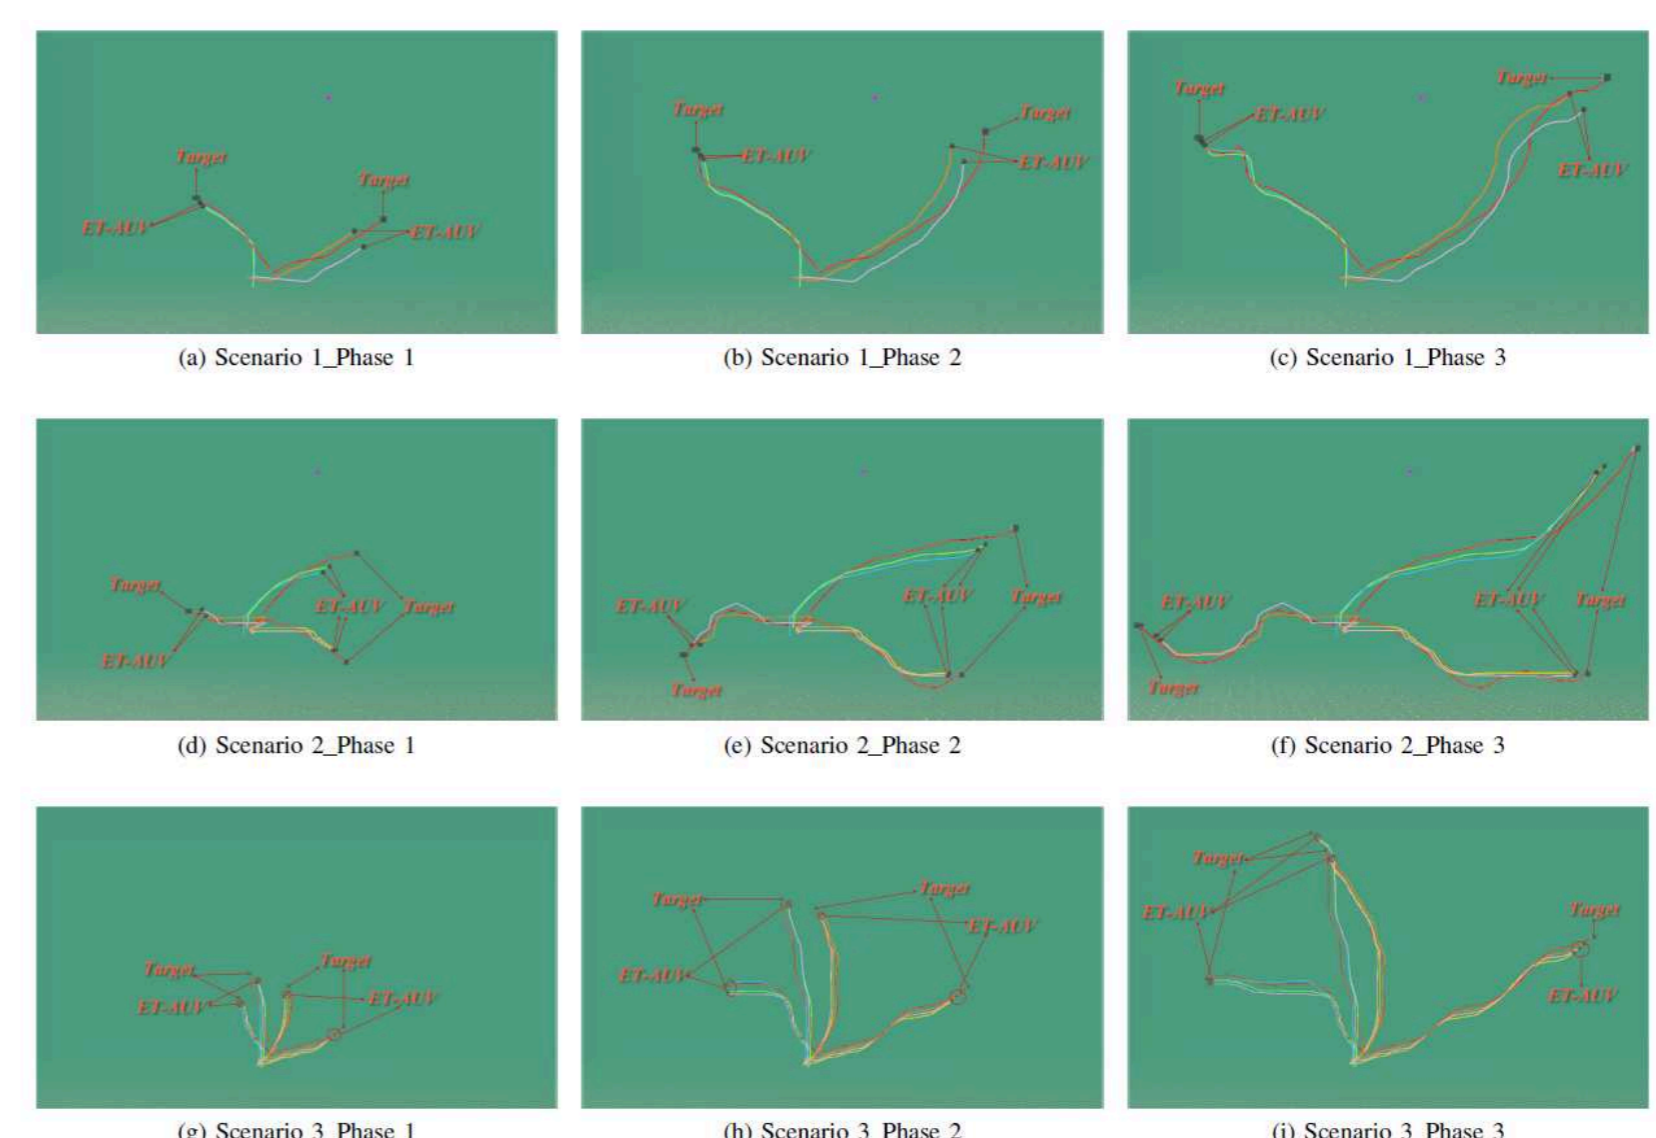 Target
Target
ET-AUV
ET-AUV
Target
Target
ET-AUV
ET-AUV
Target
Target
ET-AUV
ET-AUV
(a) Scenario 1_Phase 1
(b) Scenario 1_Phase 2
(c) Scenario 1_Phase 3
Target
ET-AUV
Target
ET-AUV
ET-AUV
ET-AUV
Target
Target
ET-AUV
ET-AUV
Target
Target
(d) Scenario 2_Phase 1
(e) Scenario 2_Phase 2
(f) Scenario 2_Phase 3
Target
Target
ET-AUV
ET-AUV
Target
Target
ET-AUV
ET-AUV
Target
ET-AUV
Target
ET-AUV
(g) Scenario 3_Phase 1
(h) Scenario 3_Phase 2
(i) Scenario 3_Phase 3